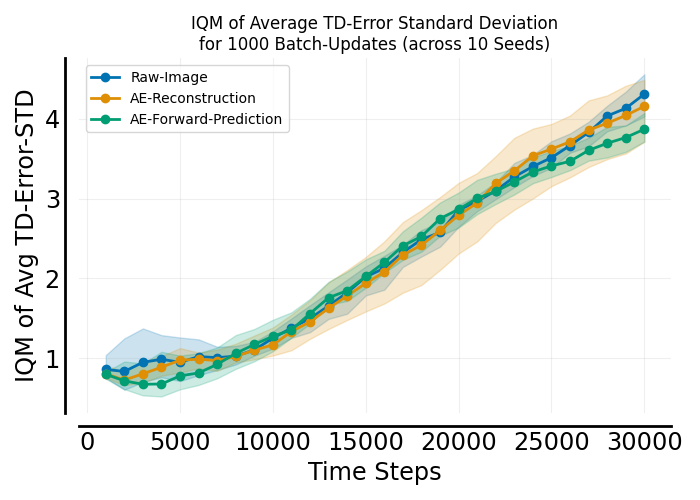 IQM of Average TD-Error Standard Deviation
for 1000 Batch-Updates (across 10 Seeds)
Raw-Image
AE-Reconstruction
AE-Forward-Prediction
IQM of Avg TD-Error-STD
4
3
2
1
0
5000
10000
15000
20000
25000
30000
Time Steps